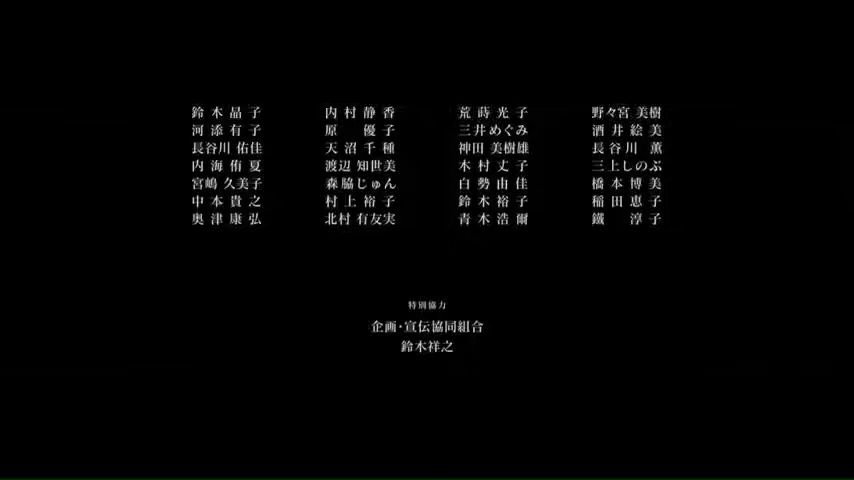 鈴木晶子 内村静香 荒蒔光子 野々宮美樹
河添有子 原優子 三井めぐみ 酒井絵美
長谷川佑佳 天沼千種 神田美樹雄 長谷川薫
内海侑夏 渡辺知世美 木村丈子 三上しのぶ
宮嶋久美子 森脇じゅん 白勢由佳 橋本博美
中本貴之 村上裕子 鈴木裕子 稲田恵子
奥津康弘 北村有友実 青木浩爾 鐵淳子
特別協力
企画・宣伝協同組合
鈴木祥之